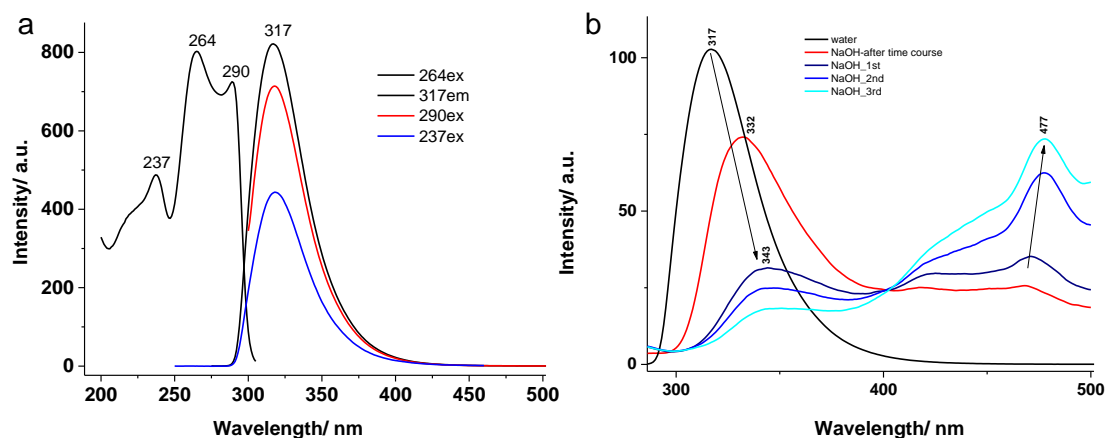 a
Intensity/ a.u.
800
600
400
200
0
237
264
290
317
264ex
317em
290ex
237ex
200 250 300 350 400 450 500
Wavelength/ nm
b
Intensity/ a.u.
100
50
0
317
332
343
477
water
NaOH-after time course
NaOH_1st
NaOH_2nd
NaOH_3rd
300 400 500
Wavelength/ nm